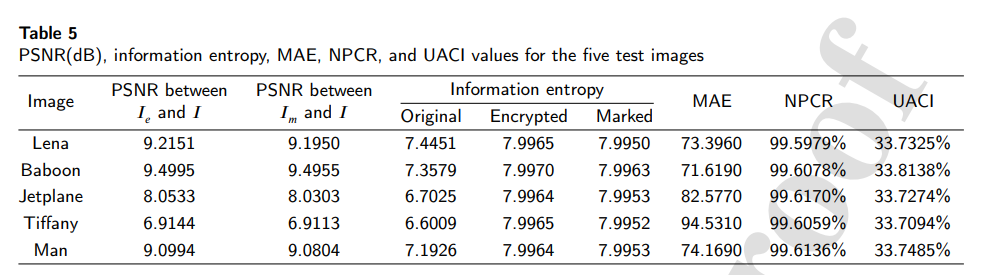 Table 5
PSNR(dB), information entropy, MAE, NPCR, and UACI values for the five test images
Image PSNR between Iₑ and I PSNR between Iₘ and I Information entropy MAE NPCR UACI
Original Encrypted Marked
Lena 9.2151 9.1950 7.4451 7.9965 7.9950 73.3960 99.5979% 33.7325%
Baboon 9.4995 9.4955 7.3579 7.9970 7.9963 71.6190 99.6078% 33.8138%
Jetplane 8.0533 8.0303 6.7025 7.9964 7.9953 82.5770 99.6170% 33.7274%
Tiffany 6.9144 6.9113 6.6009 7.9965 7.9952 94.5310 99.6059% 33.7094%
Man 9.0994 9.0804 7.1926 7.9964 7.9953 74.1690 99.6136% 33.7485%
roof